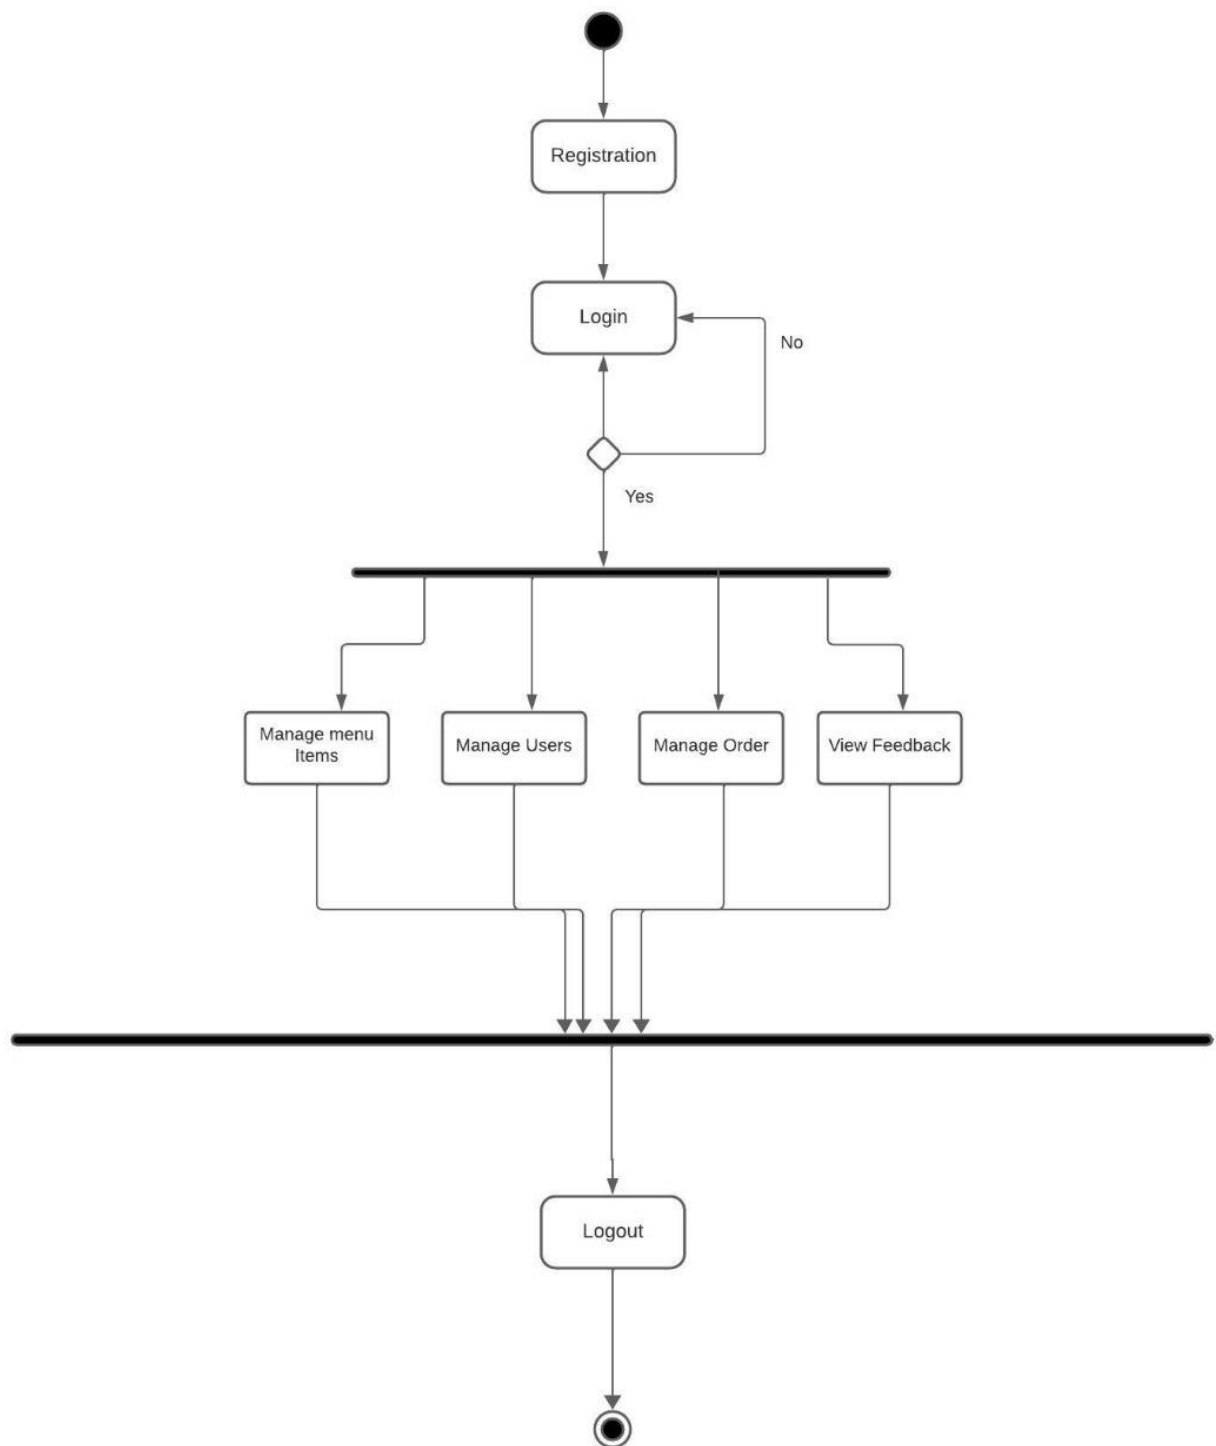 Registration
Login
No
Yes
Manage menu
Items
Manage Users
Manage Order
View Feedback
Logout